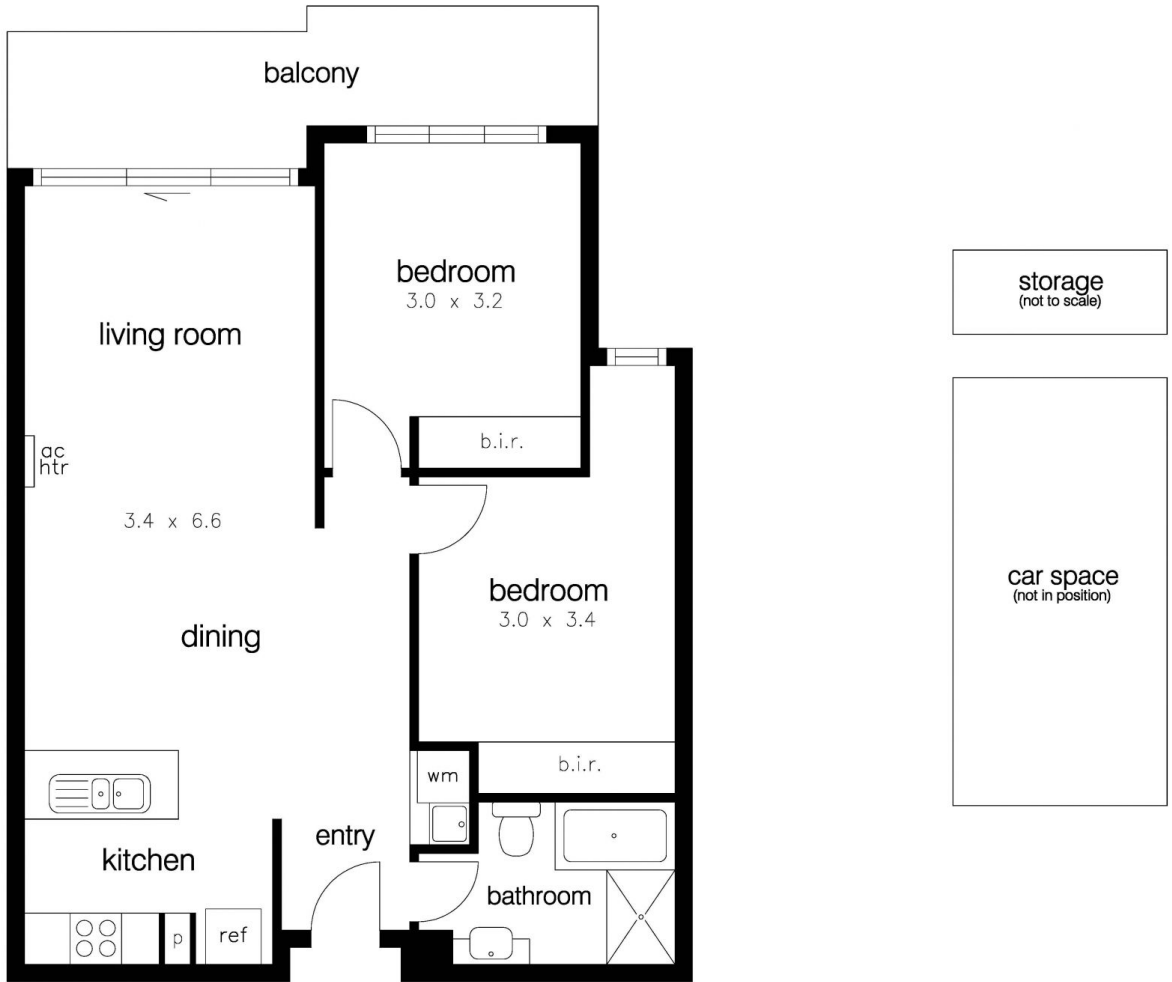 balcony
bedroom
3.0 x 3.2
storage
(not to scale)
living room
b.i.r.
ac
htr
3.4 x 6.6
car space
(not in position)
bedroom
3.0 x 3.4
dining
b.i.r.
wm
entry
kitchen
bathroom
p
ref